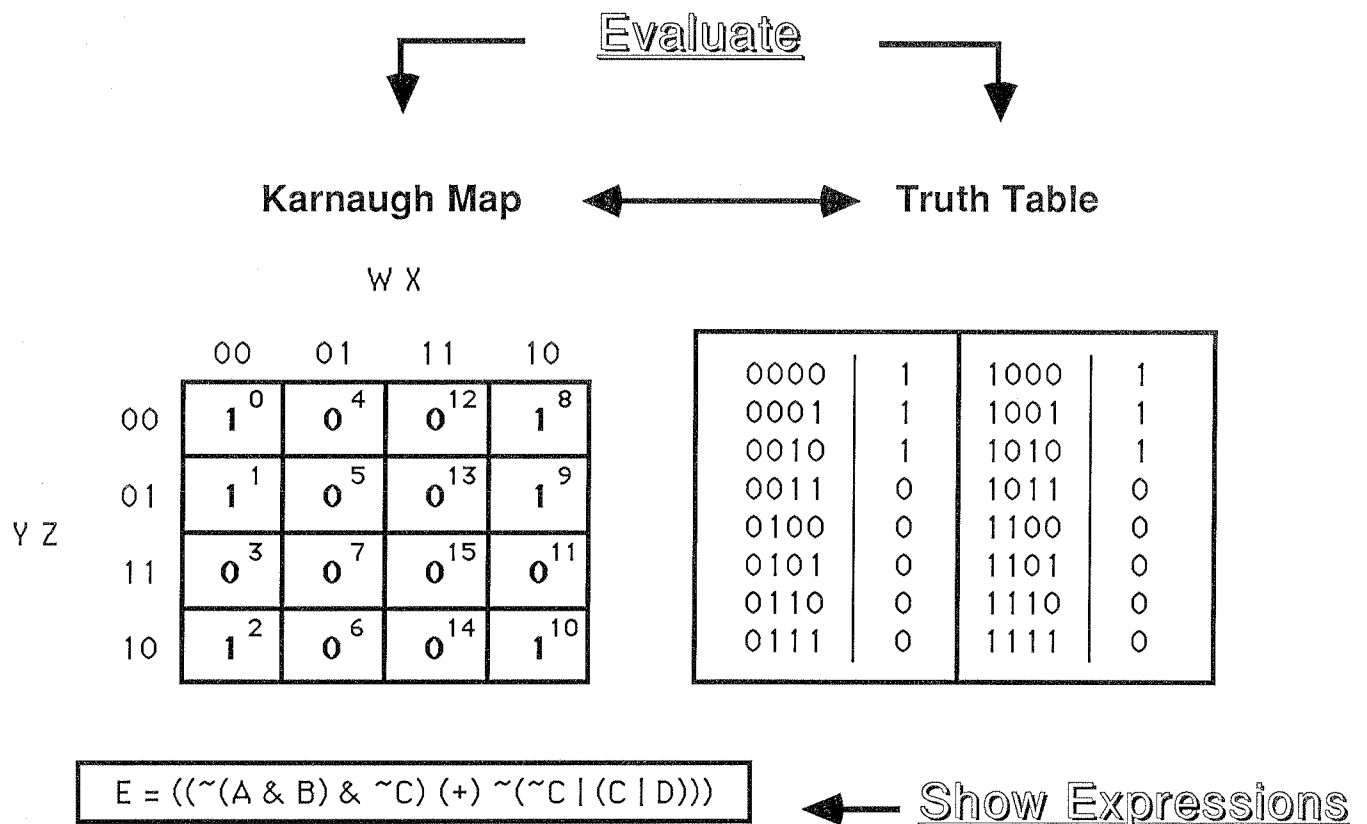 Evaluate
Karnaugh Map Truth Table
W X
00 01 11 10
00 1 0 0 4 0 12 1 8
01 1 1 0 5 0 13 1 9
Y Z
11 0 3 0 7 0 15 0 11
10 1 2 0 6 0 14 1 10
0000 1 1000 1
0001 1 1001 1
0010 1 1010 1
0011 0 1011 0
0100 0 1100 0
0101 0 1101 0
0110 0 1110 0
0111 0 1111 0
E = ((~(A & B) & ~C) (+) ~(~C | (C | D)))
Show Expressions